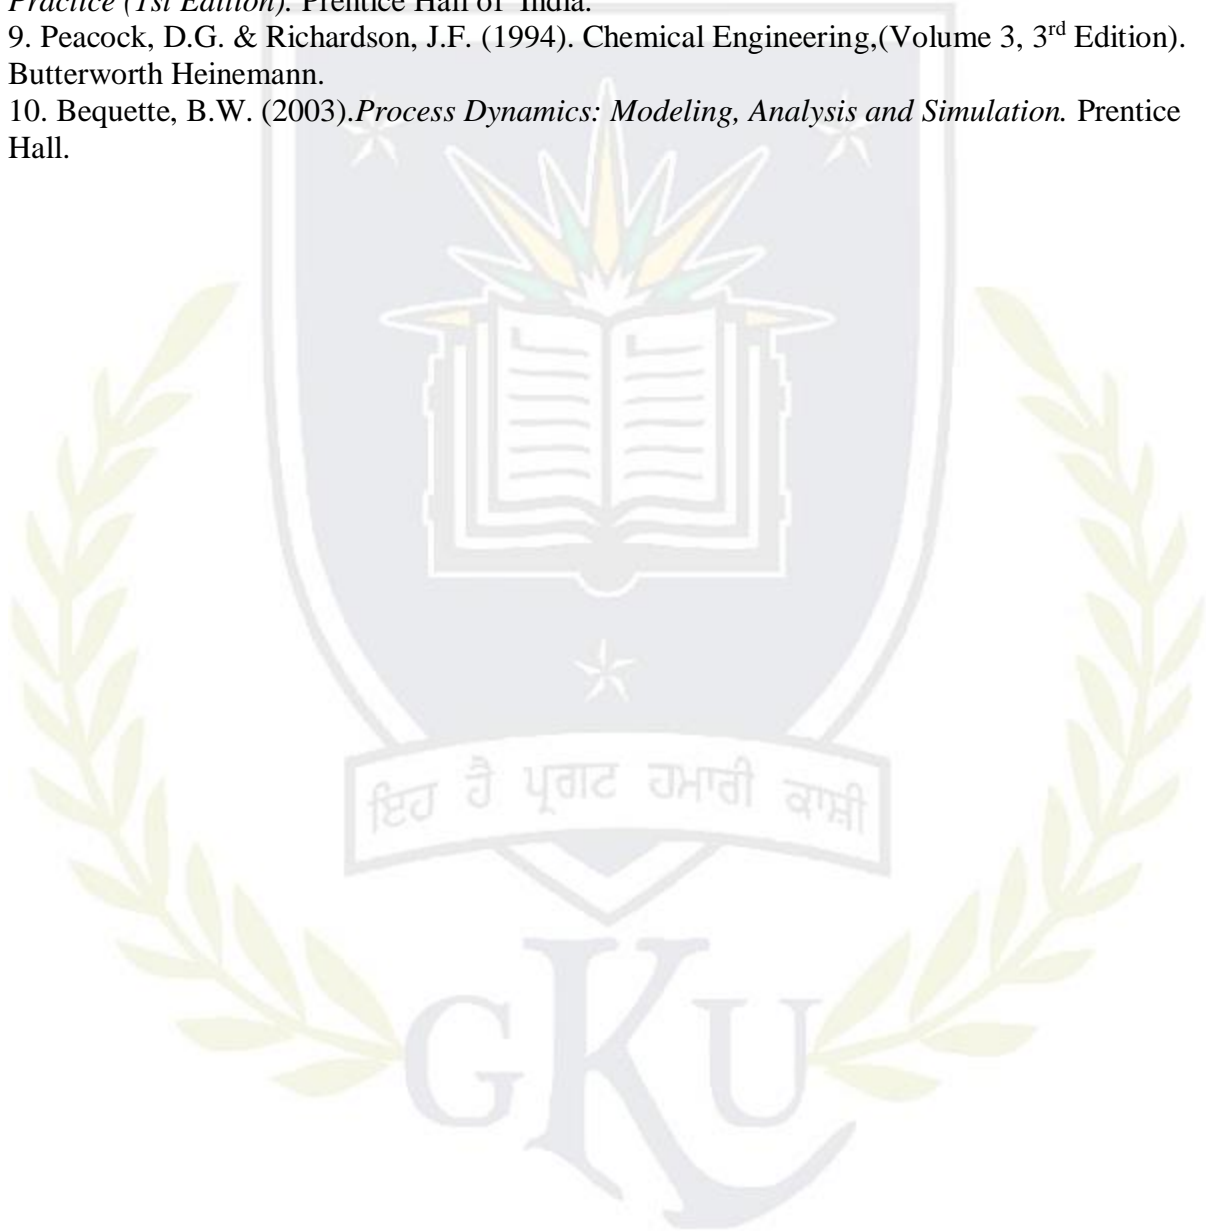 Practice (1st Edition). Prentice Hall of India.
9. Peacock, D.G. & Richardson, J.F. (1994). Chemical Engineering,(Volume 3, 3rd Edition).
Butterworth Heinemann.
10. Bequette, B.W. (2003).Process Dynamics: Modeling, Analysis and Simulation. Prentice
Hall.
ਇਹ ਹੈ ਪ੍ਰਗਟ ਹਮਾਰੀ ਕਾਸ਼ੀ
GKU